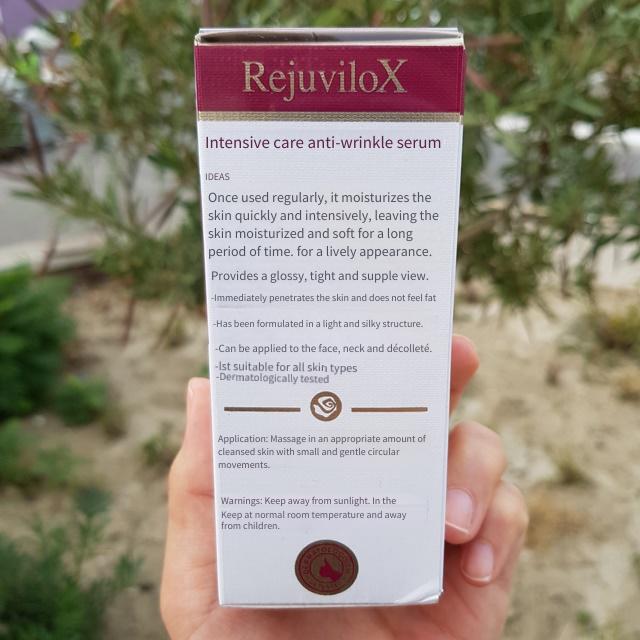 RejuviloX
Intensive care anti-wrinkle serum
IDEAS
Once used regularly, it moisturizes the
skin quickly and intensively, leaving the
skin moisturized and soft for a long
period of time. for a lively appearance.
Provides a glossy, tight and supple view.
-Immediately penetrates the skin and does not feel fat
-Has been formulated in a light and silky structure.
-Can be applied to the face, neck and décolleté.
-lst suitable for all skin types
-Dermatologically tested
Application: Massage in an appropriate amount of
cleansed skin with small and gentle circular
movements.
Warnings: Keep away from sunlight. In the
Keep at normal room temperature and away
from children.